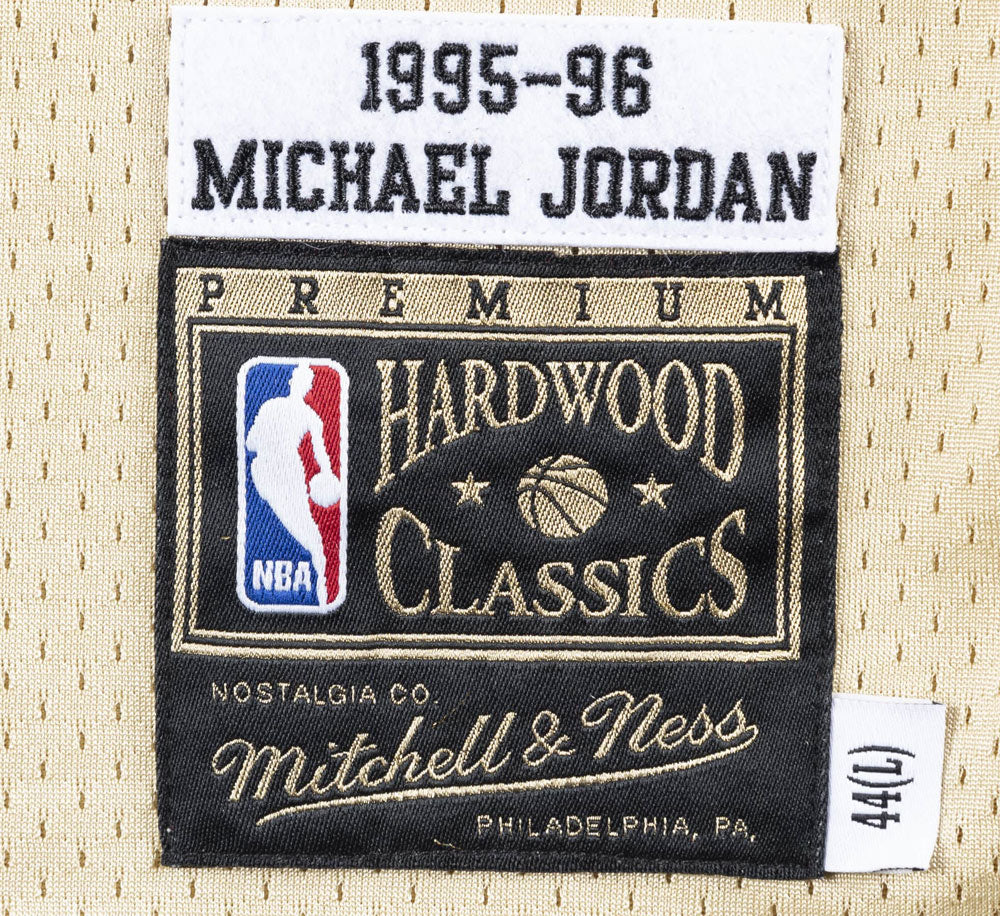 1995-96
MICHAEL JORDAN
PREMIUM
HARDWOOD
CLASSICS
NBA
NOSTALGIA CO.
Mitchell & Ness
PHILADELPHIA, PA,
44(L)